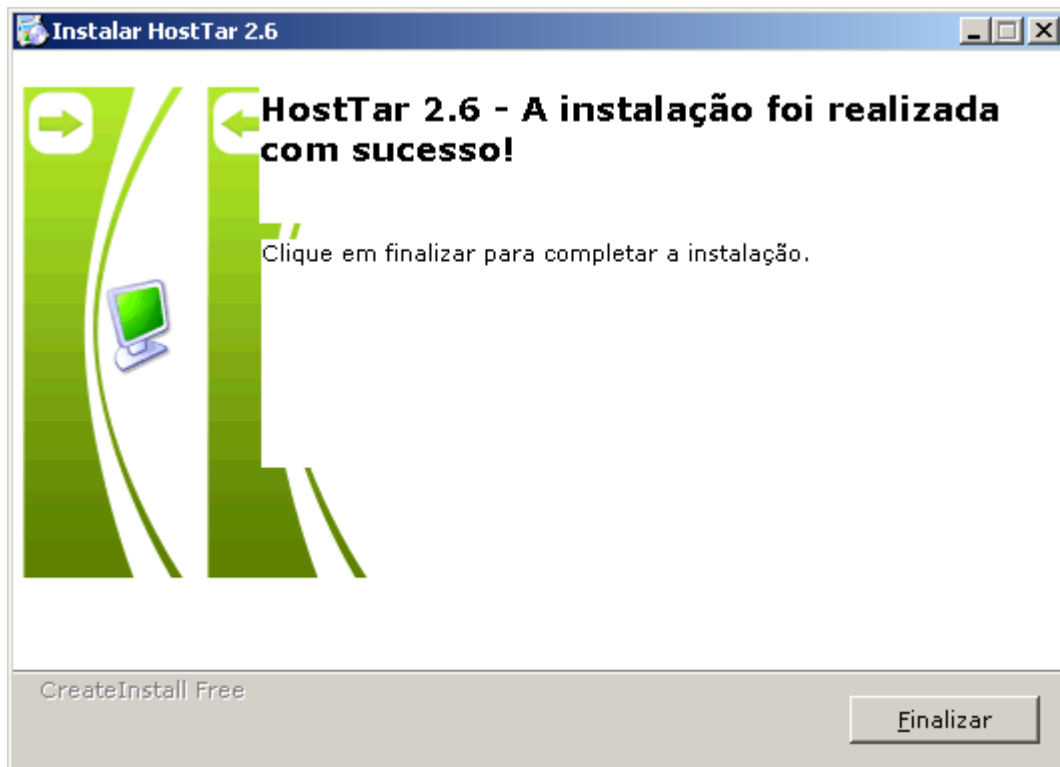 Instalar HostTar 2.6
HostTar 2.6 - A instalação foi realizada
com sucesso!
Clique em finalizar para completar a instalação.
CreateInstall Free
Finalizar